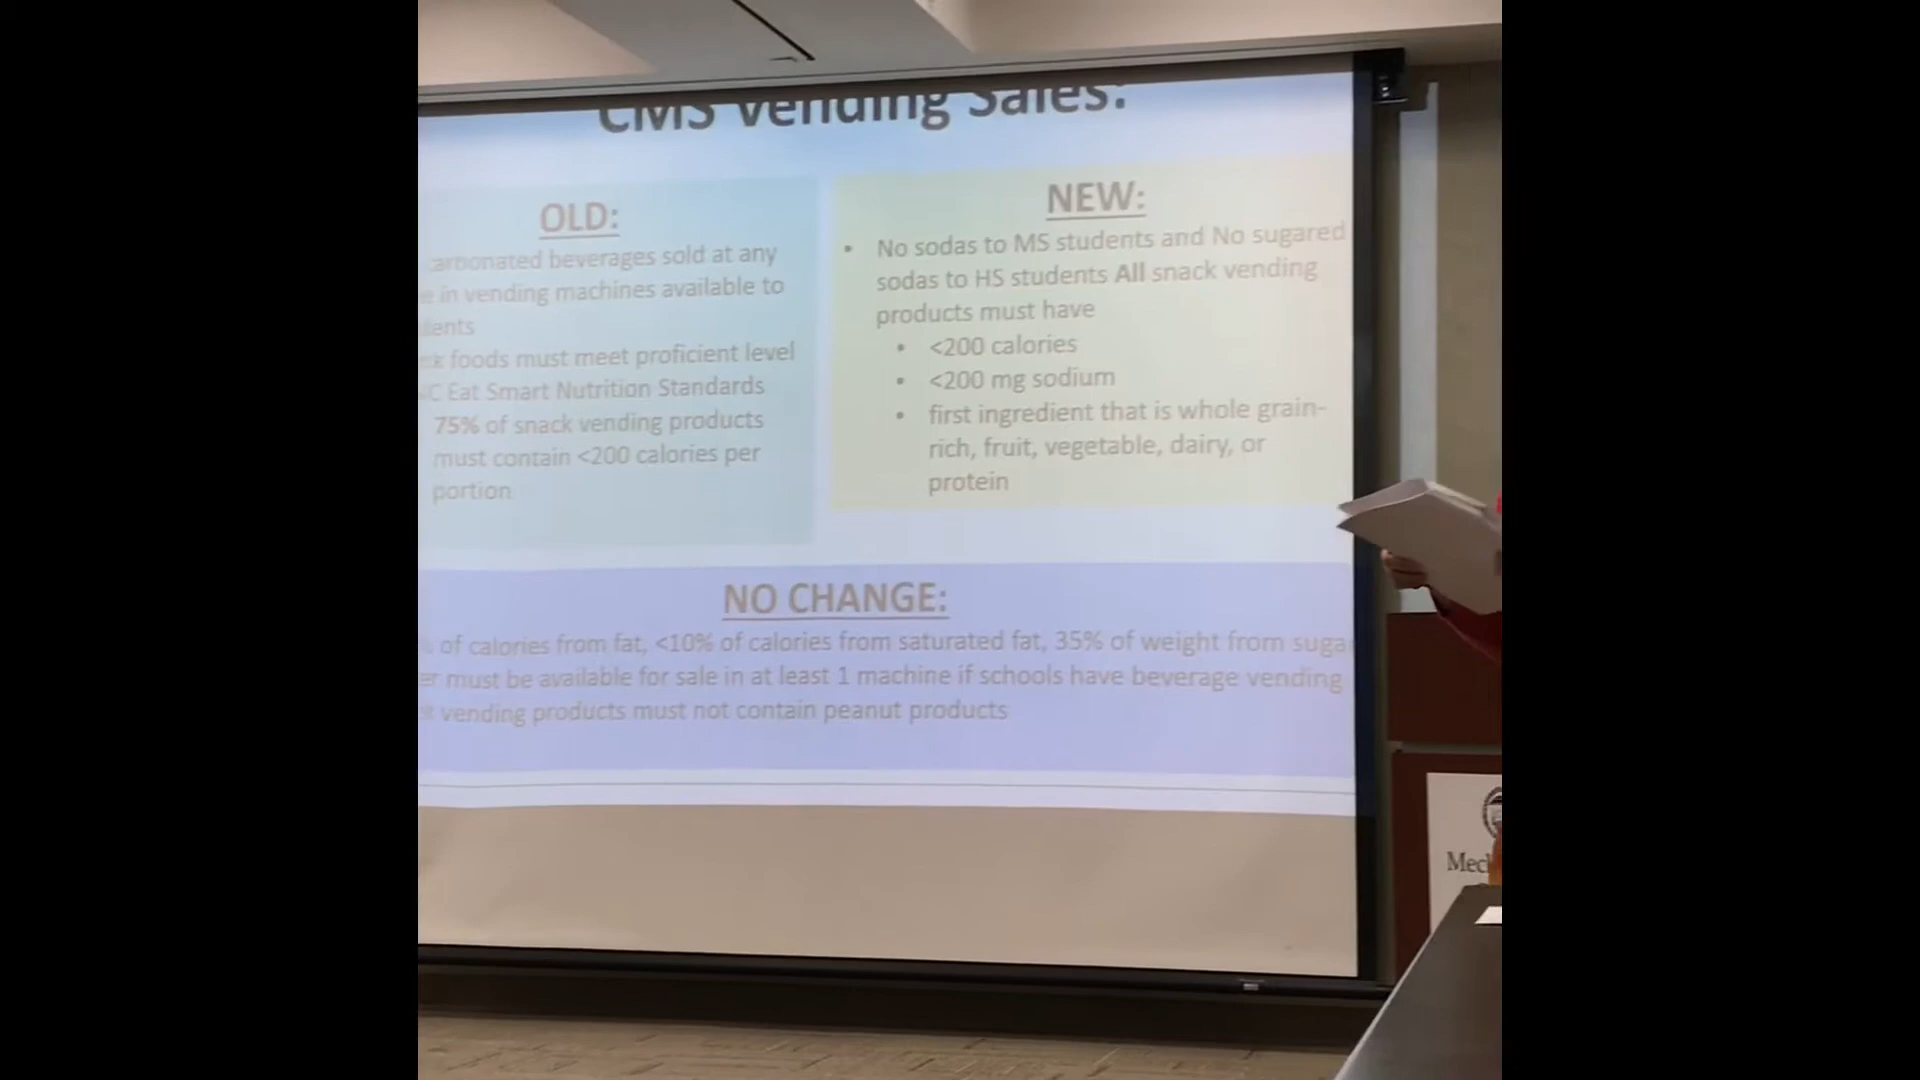 CMS Vending Sales:
OLD:
carbonated beverages sold at any
in vending machines available to
foods must meet proficient level
Eat Smart Nutrition Standards
75% of snack vending products
must contain <200 calories per
portion
NEW:
• No sodas to MS students and No sugared
sodas to HS students All snack vending
products must have
• <200 calories
• <200 mg sodium
• first ingredient that is whole grain-
rich, fruit, vegetable, dairy, or
protein
NO CHANGE:
of calories from fat, <10% of calories from saturated fat, 35% of weight from sugar
must be available for sale in at least 1 machine if schools have beverage vending
vending products must not contain peanut products